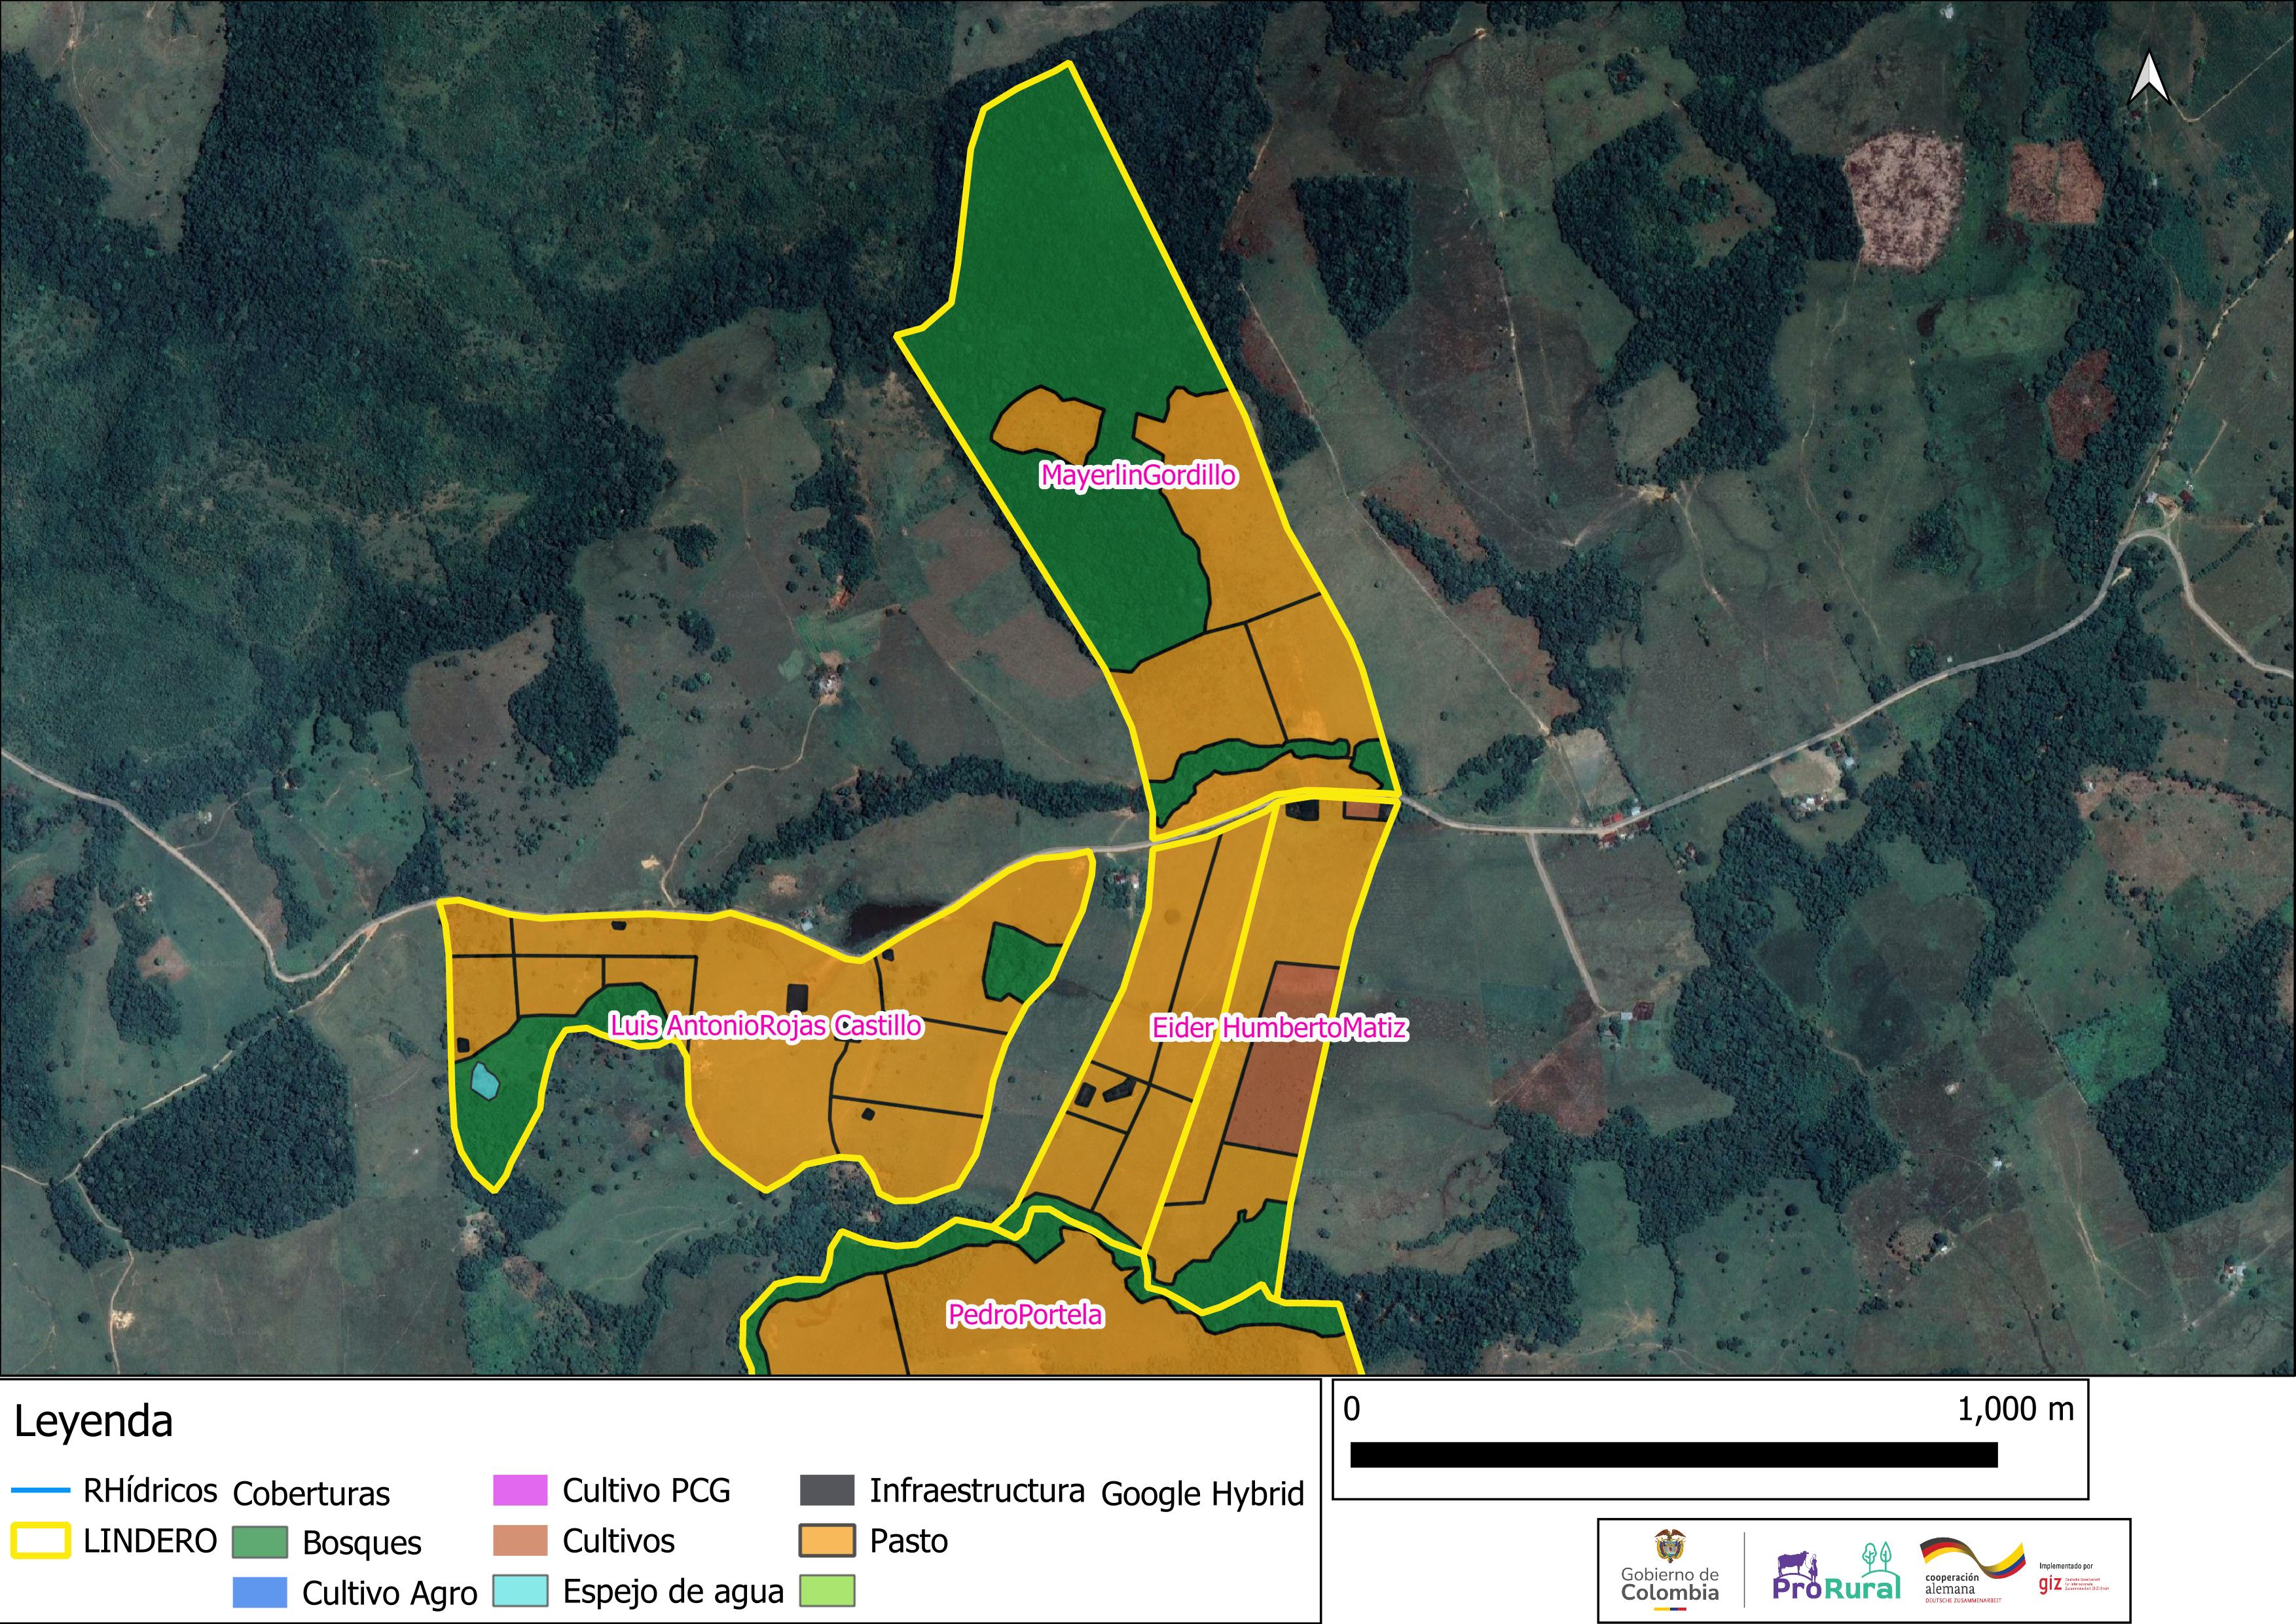 MayerlinGordillo
Luis AntonioRojas Castillo
Eider HumbertoMatiz
PedroPortela
Leyenda
RHídricos
LINDERO
Coberturas
Bosques
Cultivo Agro
Cultivo PCG
Cultivos
Espejo de agua
Infraestructura
Pasto
Google Hybrid
0 1,000 m
Gobierno de
Colombia
ProRural
cooperación
alemana
DEUTSCHE ZUSAMMENARBEIT
Implementado por
giz